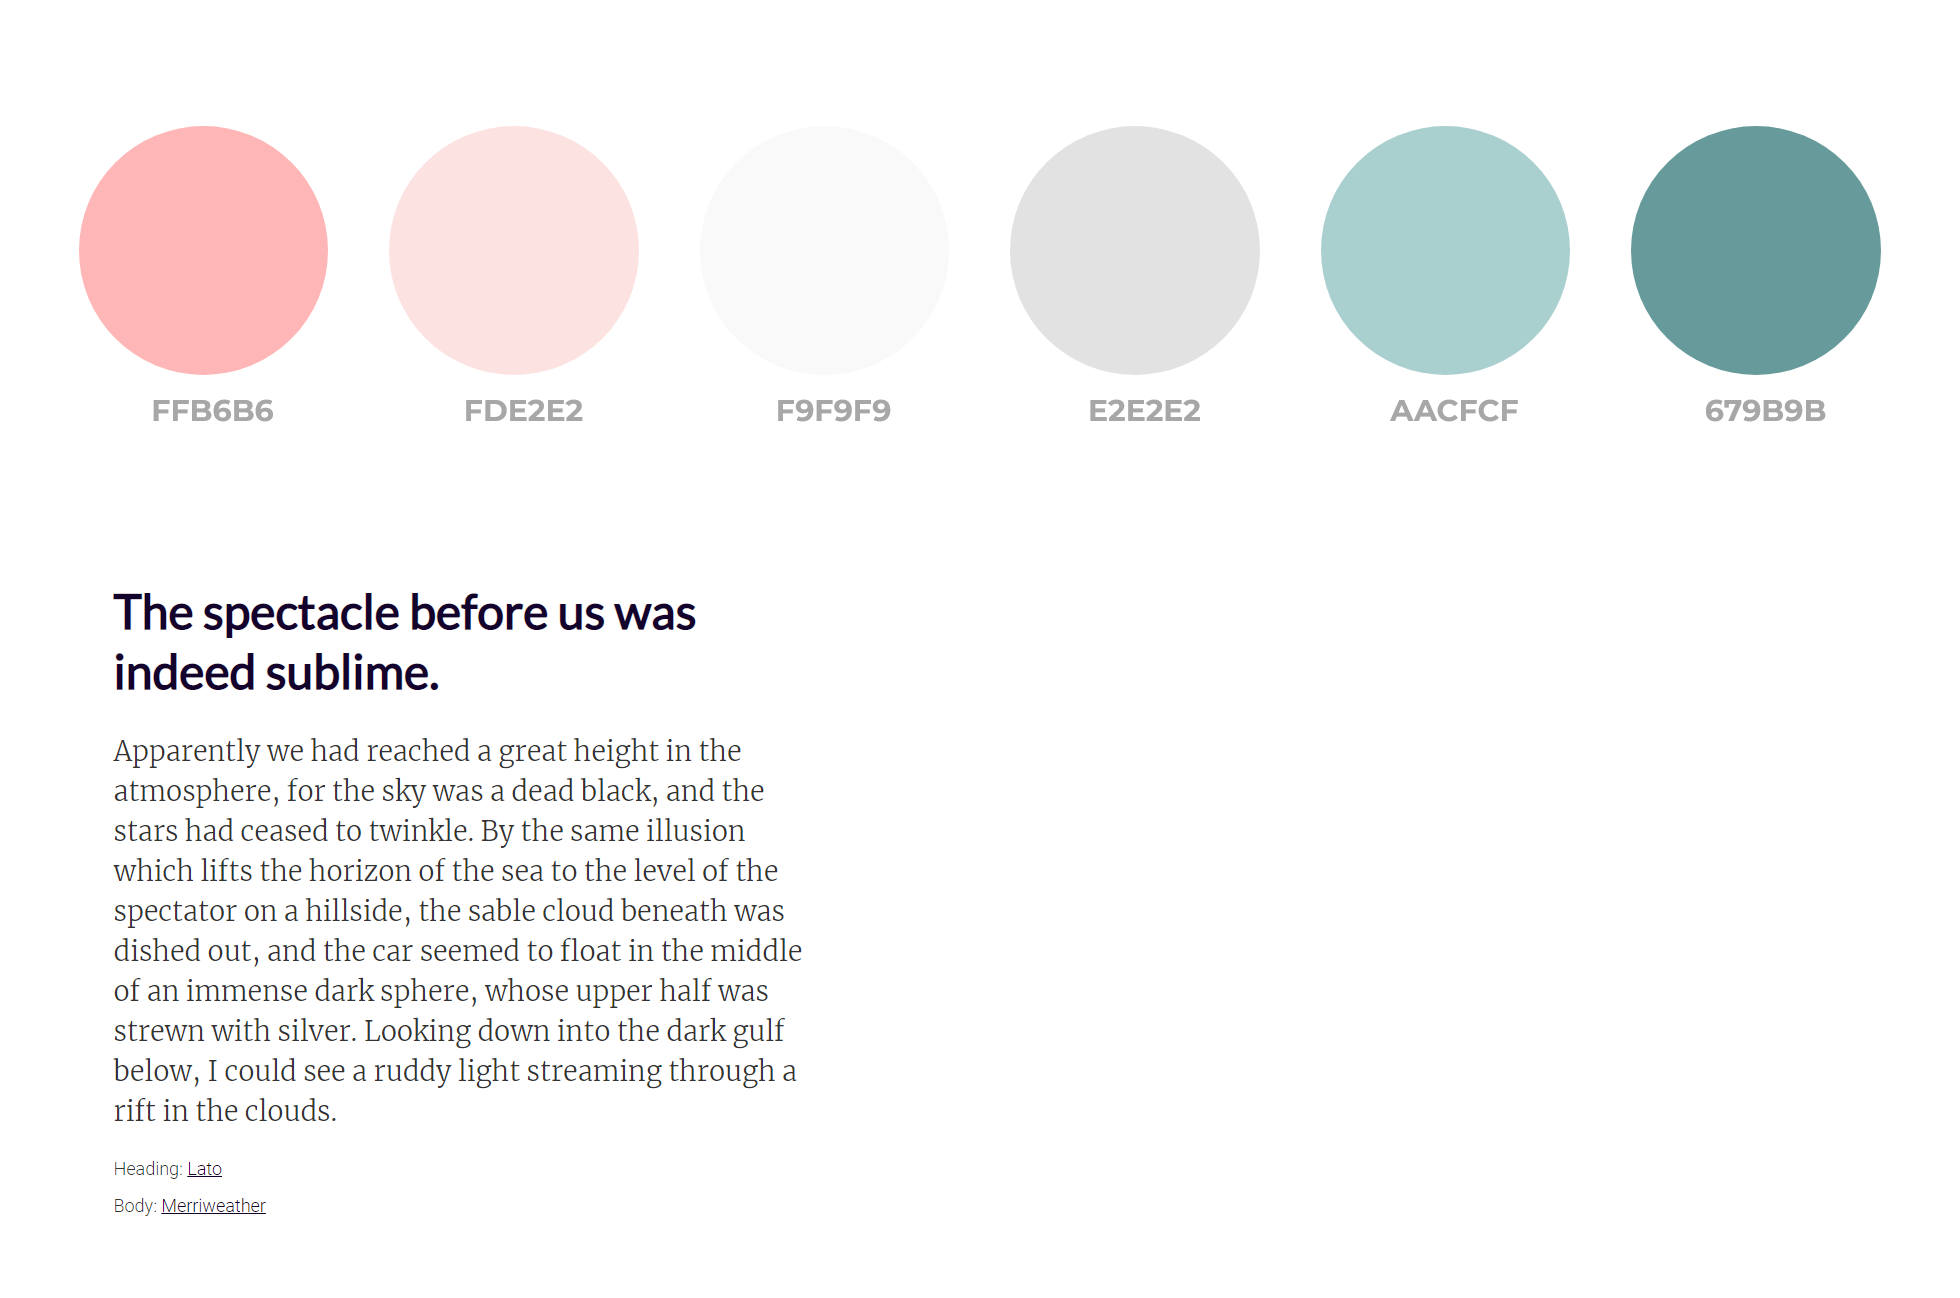 FFB6B6 FDE2E2 F9F9F9 E2E2E2 AACFCF 679B9B
The spectacle before us was
indeed sublime.
Apparently we had reached a great height in the
atmosphere, for the sky was a dead black, and the
stars had ceased to twinkle. By the same illusion
which lifts the horizon of the sea to the level of the
spectator on a hillside, the sable cloud beneath was
dished out, and the car seemed to float in the middle
of an immense dark sphere, whose upper half was
strewn with silver. Looking down into the dark gulf
below, I could see a ruddy light streaming through a
rift in the clouds.
Heading: Lato
Body: Merriweather